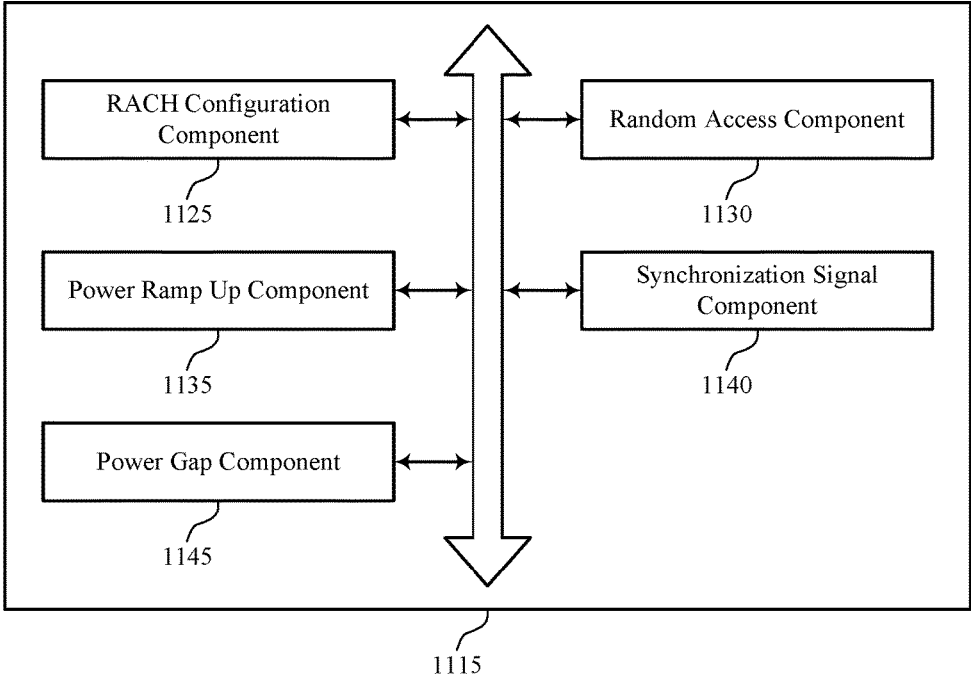 RACH Configuration
Component
1125
Random Access Component
1130
Power Ramp Up Component
1135
Synchronization Signal
Component
1140
Power Gap Component
1145
1115